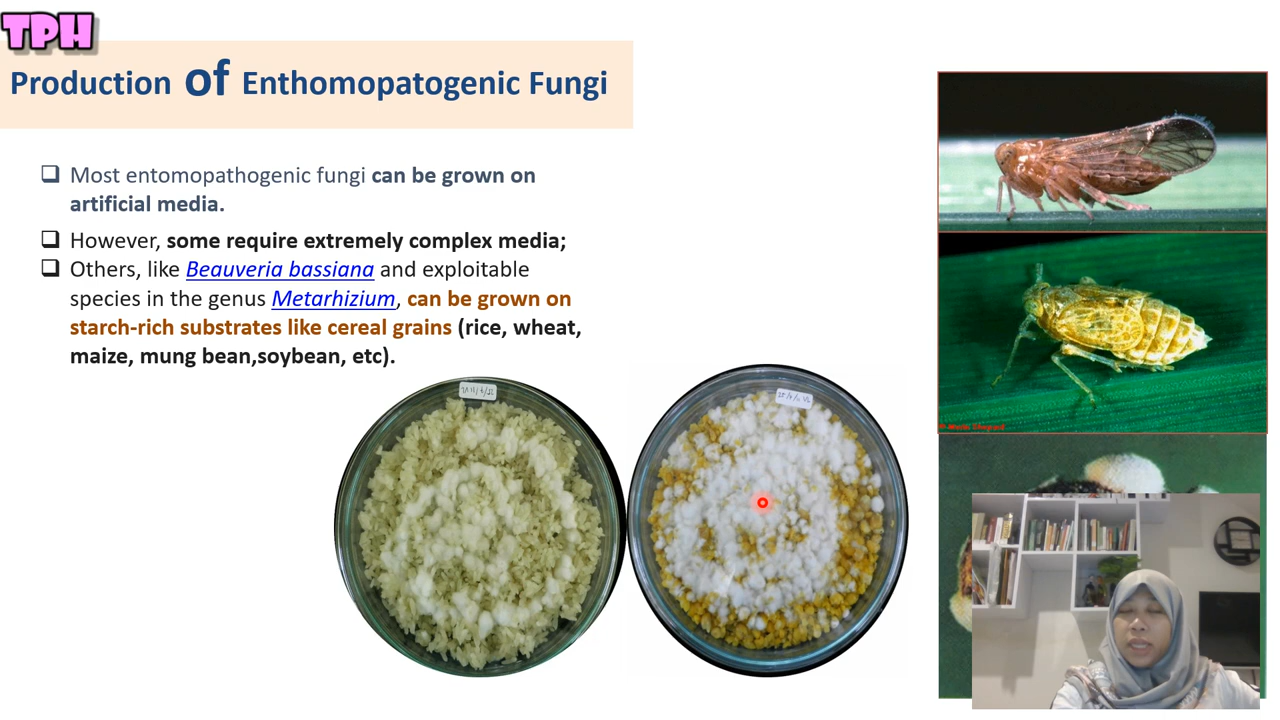 TPH
Production of Enthomopatogenic Fungi
❑ Most entomopathogenic fungi can be grown on
artificial media.
❑ However, some require extremely complex media;
❑ Others, like Beauveria bassiana and exploitable
species in the genus Metarhizium, can be grown on
starch-rich substrates like cereal grains (rice, wheat,
maize, mung bean,soybean, etc).